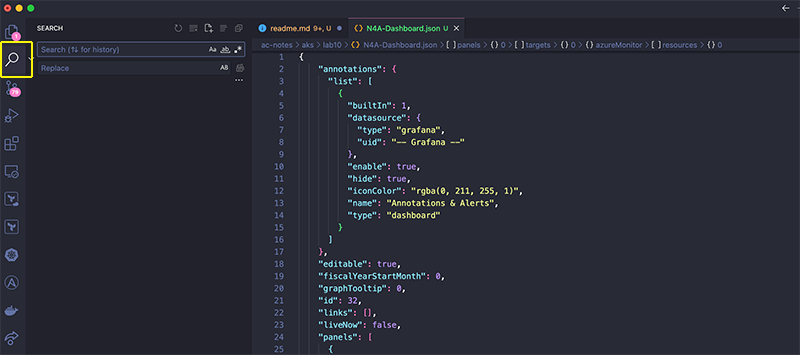 SEARCH
Search (⇅ for history)
Aa
ab
.*
Replace
AB
...
1
79
readme.md 9+, U
{} N4A-Dashboard.json U
ac-notes > aks > lab10 > {} N4A-Dashboard.json > [ ] panels > {} 0 > [ ] targets > {} 0 > {} azureMonitor > [ ] resources > {} 0
1 {
2 "annotations": {
3 "list": [
4 {
5 "builtIn": 1,
6 "datasource": {
7 "type": "grafana",
8 "uid": "-- Grafana --"
9 },
10 "enable": true,
11 "hide": true,
12 "iconColor": "rgba(0, 211, 255, 1)",
13 "name": "Annotations & Alerts",
14 "type": "dashboard"
15 }
16 ]
17 },
18 "editable": true,
19 "fiscalYearStartMonth": 0,
20 "graphTooltip": 0,
21 "id": 32,
22 "links": [],
23 "liveNow": false,
24 "panels": [
25 {